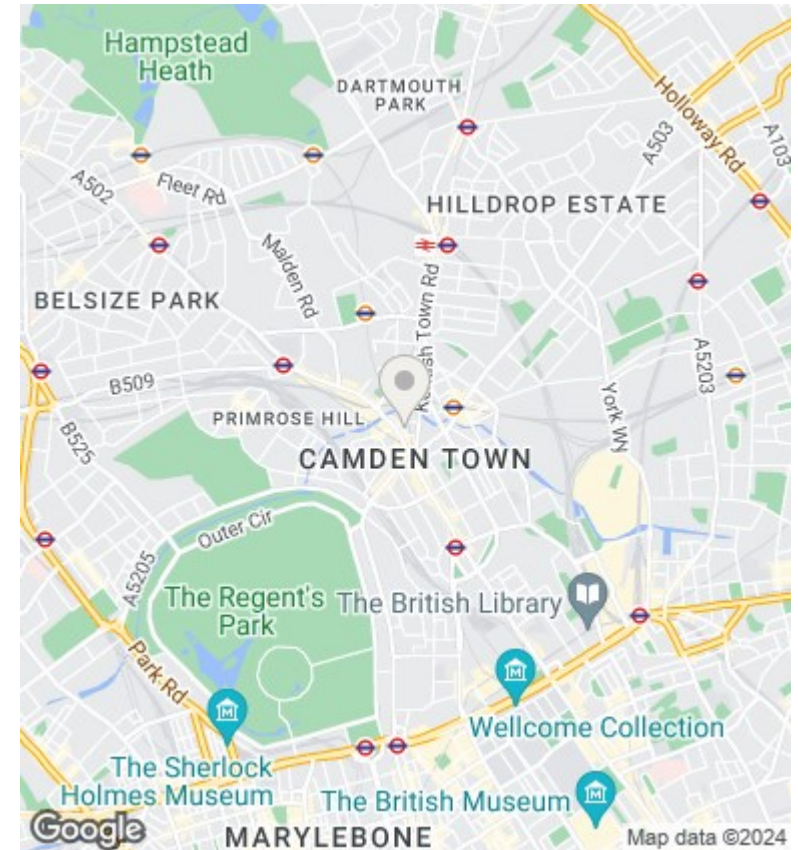 Hampstead
Heath
DARTMOUTH
PARK
Holloway Rd
A503
A103
A502
Fleet Rd
HILLDROP ESTATE
Malden Rd
BELSIZE PARK
Kentish Town Rd
A5203
B509
York Wy
PRIMROSE HILL
B525
CAMDEN TOWN
Outer Cir
A5205
The Regent's
Park
The British Library
Park Rd
Wellcome Collection
The Sherlock
Holmes Museum
The British Museum
Google
MARYLEBONE
Map data ©2024